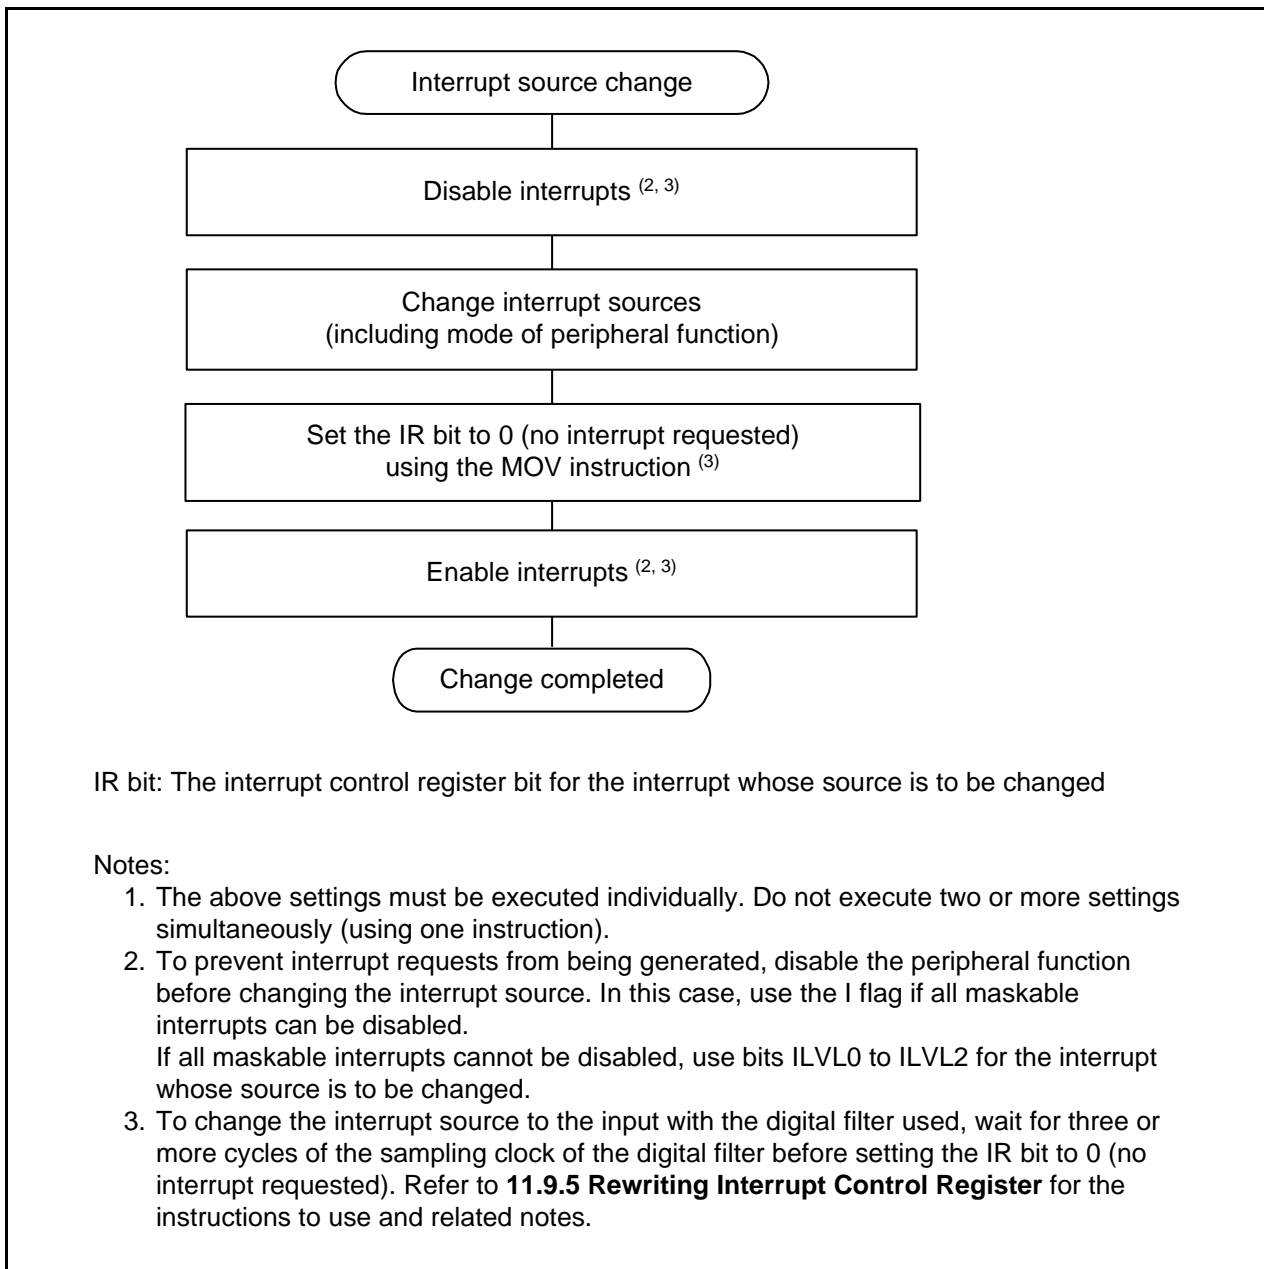 Interrupt source change
Disable interrupts (2, 3)
Change interrupt sources
(including mode of peripheral function)
Set the IR bit to 0 (no interrupt requested)
using the MOV instruction (3)
Enable interrupts (2, 3)
Change completed
IR bit: The interrupt control register bit for the interrupt whose source is to be changed
Notes:
1. The above settings must be executed individually. Do not execute two or more settings
simultaneously (using one instruction).
2. To prevent interrupt requests from being generated, disable the peripheral function
before changing the interrupt source. In this case, use the I flag if all maskable
interrupts can be disabled.
If all maskable interrupts cannot be disabled, use bits ILVL0 to ILVL2 for the interrupt
whose source is to be changed.
3. To change the interrupt source to the input with the digital filter used, wait for three or
more cycles of the sampling clock of the digital filter before setting the IR bit to 0 (no
interrupt requested). Refer to 11.9.5 Rewriting Interrupt Control Register for the
instructions to use and related notes.